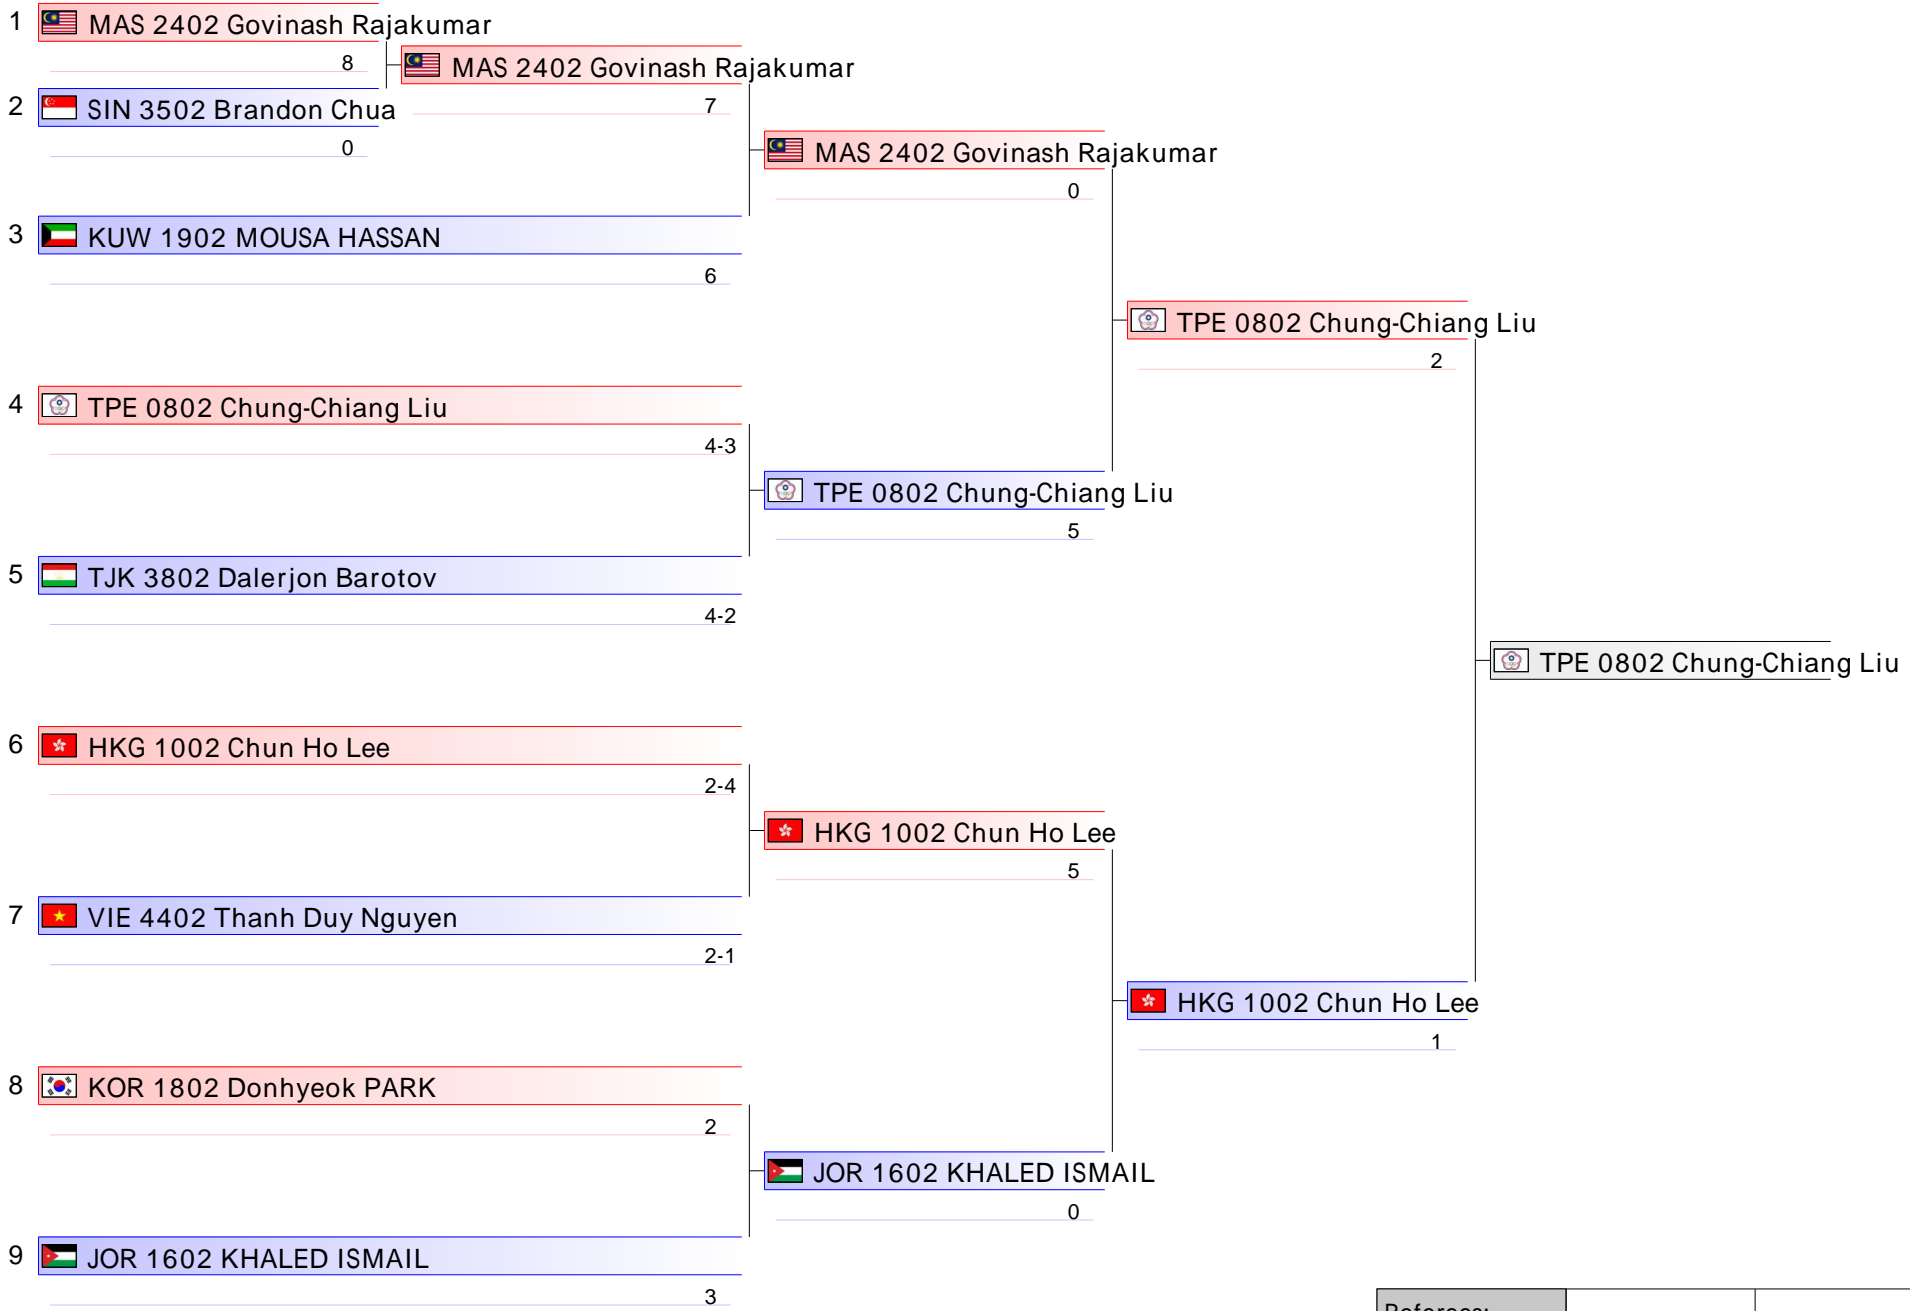 1 MAS 2402 Govinash Rajakumar
8
MAS 2402 Govinash Rajakumar
7
2 SIN 3502 Brandon Chua
0
MAS 2402 Govinash Rajakumar
0
3 KUW 1902 MOUSA HASSAN
6
TPE 0802 Chung-Chiang Liu
2
4 TPE 0802 Chung-Chiang Liu
4-3
TPE 0802 Chung-Chiang Liu
5
5 TJK 3802 Dalerjon Barotov
4-2
TPE 0802 Chung-Chiang Liu
6 HKG 1002 Chun Ho Lee
2-4
HKG 1002 Chun Ho Lee
5
7 VIE 4402 Thanh Duy Nguyen
2-1
HKG 1002 Chun Ho Lee
1
8 KOR 1802 Donhyeok PARK
2
JOR 1602 KHALED ISMAIL
0
9 JOR 1602 KHALED ISMAIL
3